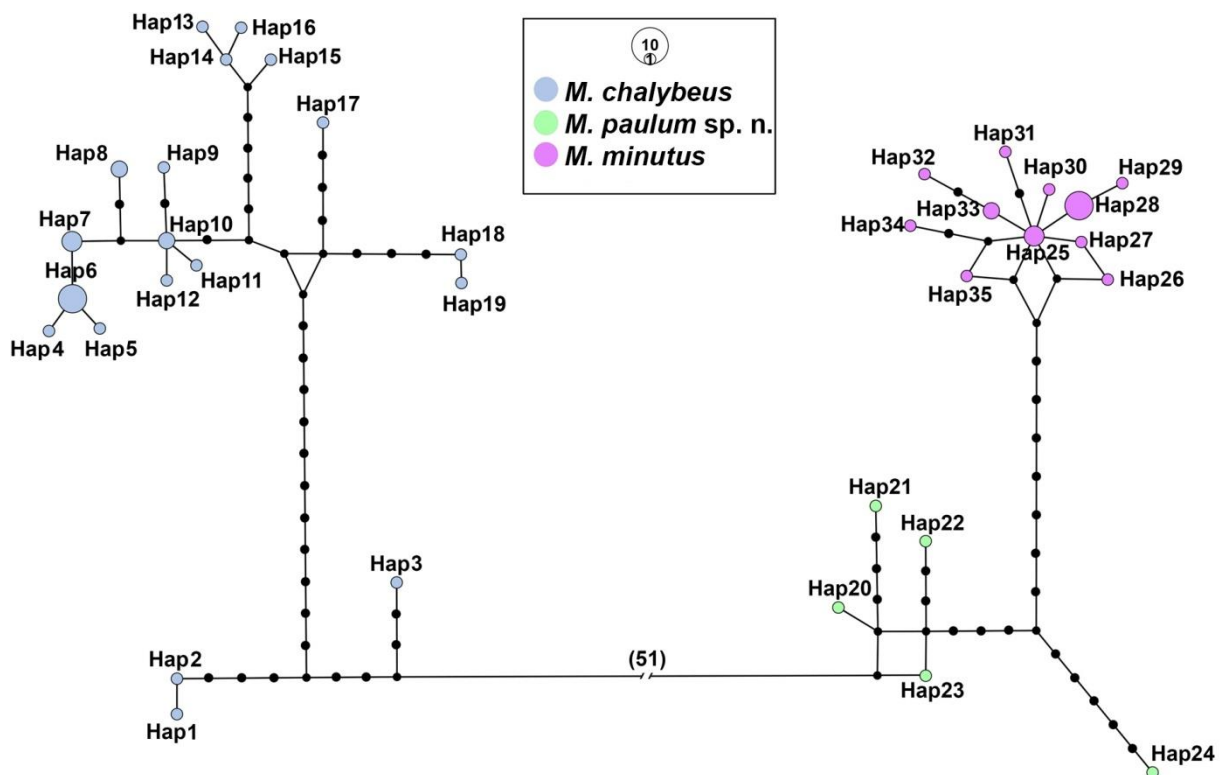 Hap13
Hap16
Hap14
Hap15
Hap17
Hap8
Hap9
Hap7
Hap10
Hap6
Hap11
Hap12
Hap4
Hap5
Hap18
Hap19
10
1
M. chalybeus
M. paulum sp. n.
M. minutus
Hap31
Hap32
Hap30
Hap29
Hap28
Hap33
Hap34
Hap25
Hap27
Hap35
Hap26
Hap3
Hap2
Hap1
(51)
Hap21
Hap22
Hap20
Hap23
Hap24